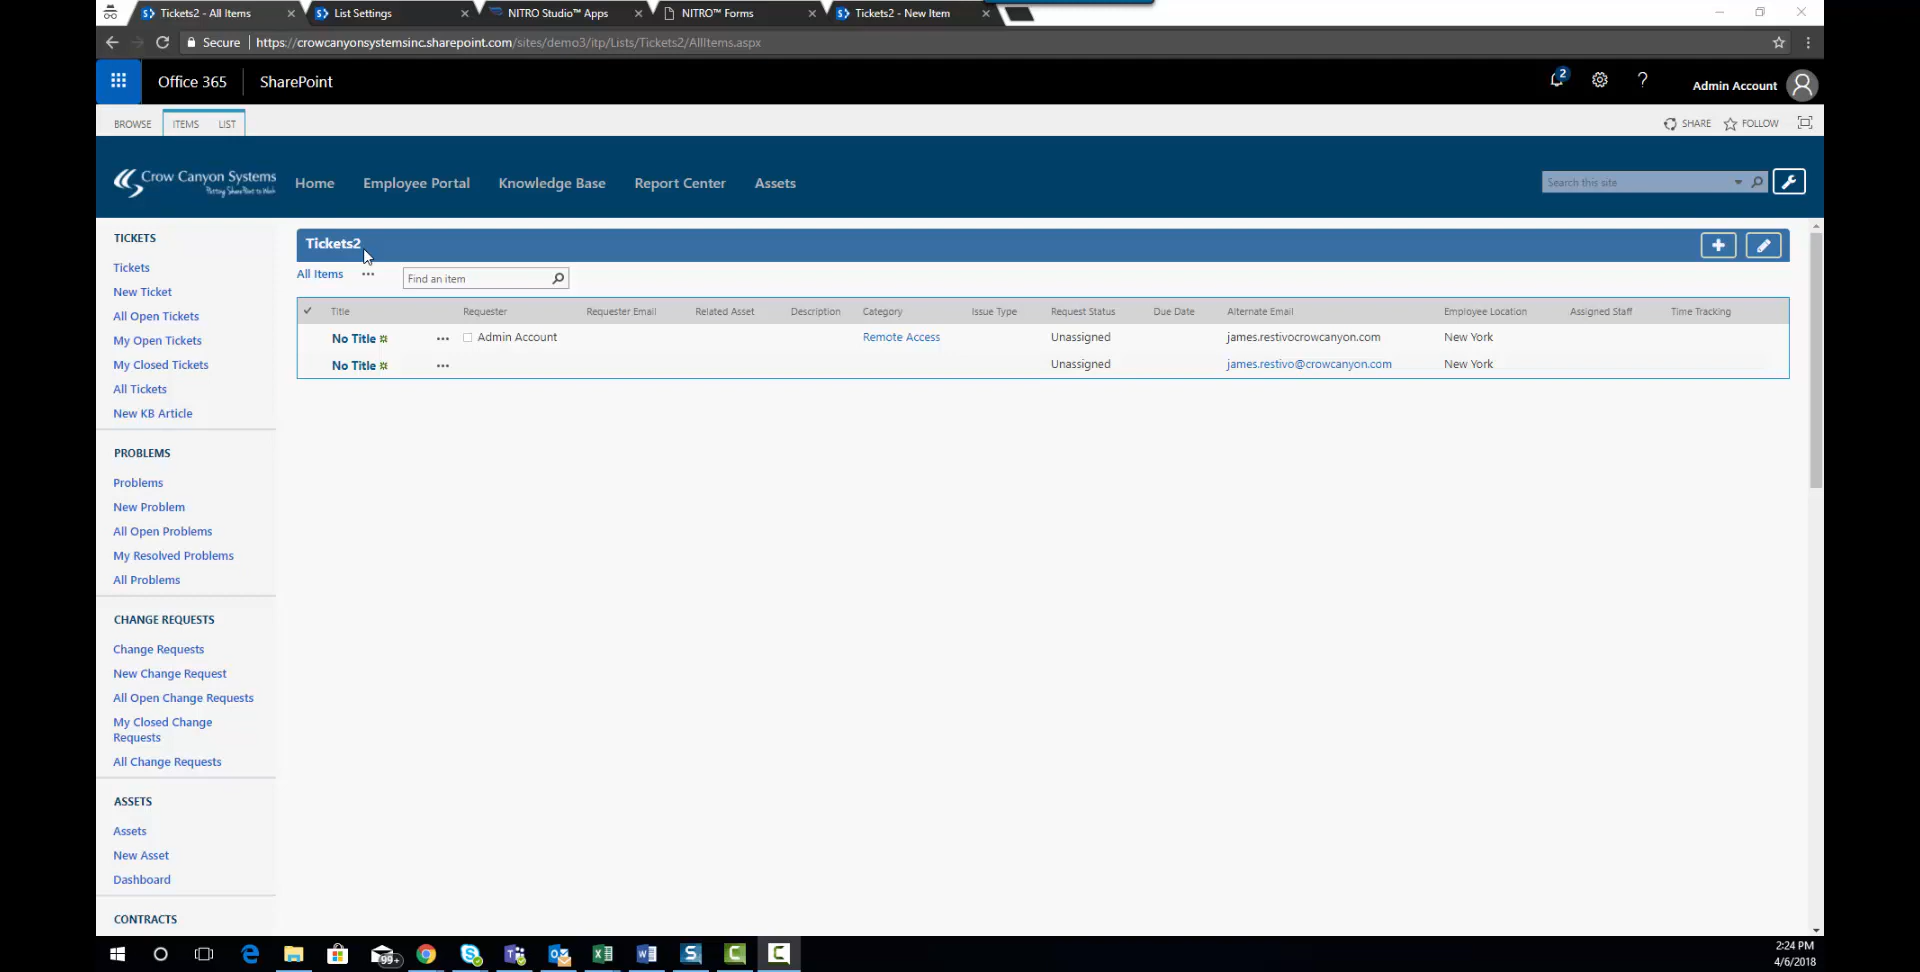 Tickets2 - All Items
List Settings
NITRO Studio™ Apps
NITRO™ Forms
Tickets2 - New Item
Secure
https://crowcanyonsystemsinc.sharepoint.com/sites/demo3/itp/Lists/Tickets2/AllItems.aspx
Office 365
SharePoint
2
?
Admin Account
BROWSE ITEMS LIST
SHARE
FOLLOW
Crow Canyon Systems
Putting SharePoint to Work
Home Employee Portal Knowledge Base Report Center Assets
Search this site
TICKETS
Tickets
New Ticket
All Open Tickets
My Open Tickets
My Closed Tickets
All Tickets
New KB Article
PROBLEMS
Problems
New Problem
All Open Problems
My Resolved Problems
All Problems
CHANGE REQUESTS
Change Requests
New Change Request
All Open Change Requests
My Closed Change
Requests
All Change Requests
ASSETS
Assets
New Asset
Dashboard
CONTRACTS
Tickets2
All Items
Find an item
Title Requester Requester Email Related Asset Description Category Issue Type Request Status Due Date Alternate Email Employee Location Assigned Staff Time Tracking
No Title Admin Account Remote Access Unassigned james.restivocrowcanyon.com New York
No Title Unassigned james.restivo@crowcanyon.com New York
99+
2:24 PM
4/6/2018